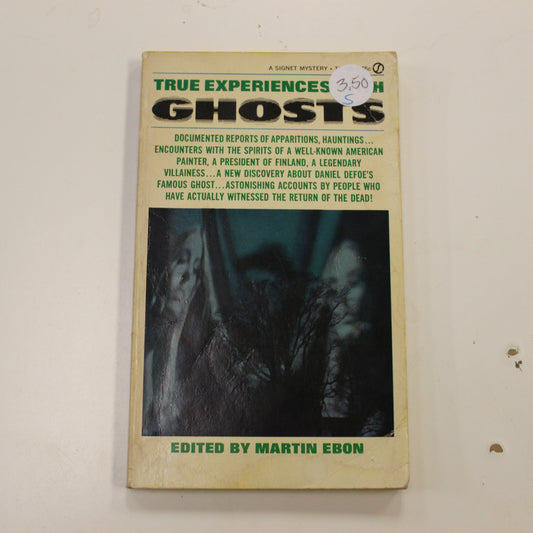 A SIGNET MYSTERY •
TRUE EXPERIENCES
GHOSTS
3.50
S
DOCUMENTED REPORTS OF APPARITIONS, HAUNTINGS...
ENCOUNTERS WITH THE SPIRITS OF A WELL-KNOWN AMERICAN
PAINTER, A PRESIDENT OF FINLAND, A LEGENDARY
VILLAINESS...A NEW DISCOVERY ABOUT DANIEL DEFOE'S
FAMOUS GHOST...ASTONISHING ACCOUNTS BY PEOPLE WHO
HAVE ACTUALLY WITNESSED THE RETURN OF THE DEAD!
EDITED BY MARTIN EBON